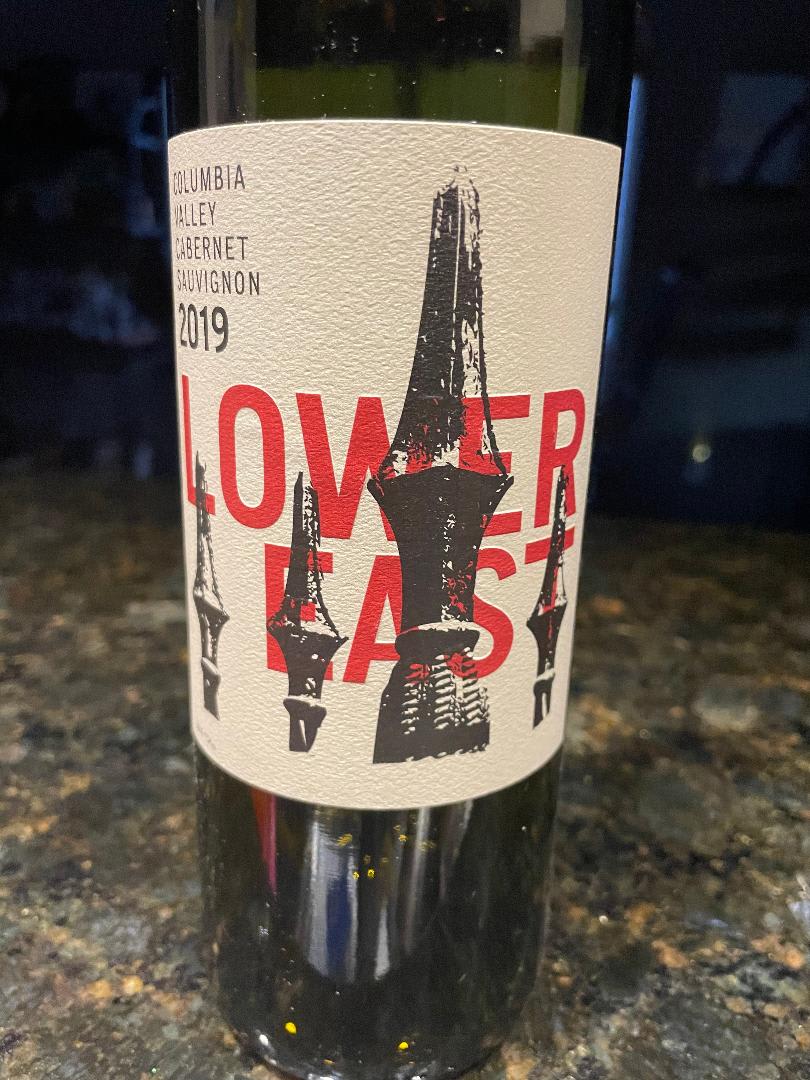 COLUMBIA
VALLEY
CABERNET
SAUVIGNON
2019
LOWER
EAST